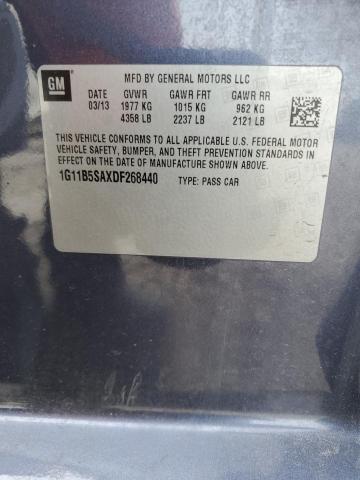 GM
MFD BY GENERAL MOTORS LLC
DATE GVWR GAWR FRT GAWR RR
03/13 1977 KG 1015 KG 962 KG
4358 LB 2237 LB 2121 LB
THIS VEHICLE CONFORMS TO ALL APPLICABLE U.S. FEDERAL MOTOR
VEHICLE SAFETY, BUMPER, AND THEFT PREVENTION STANDARDS IN
EFFECT ON THE DATE OF MANUFACTURE SHOWN ABOVE.
1G11B5SAXDF268440 TYPE: PASS CAR